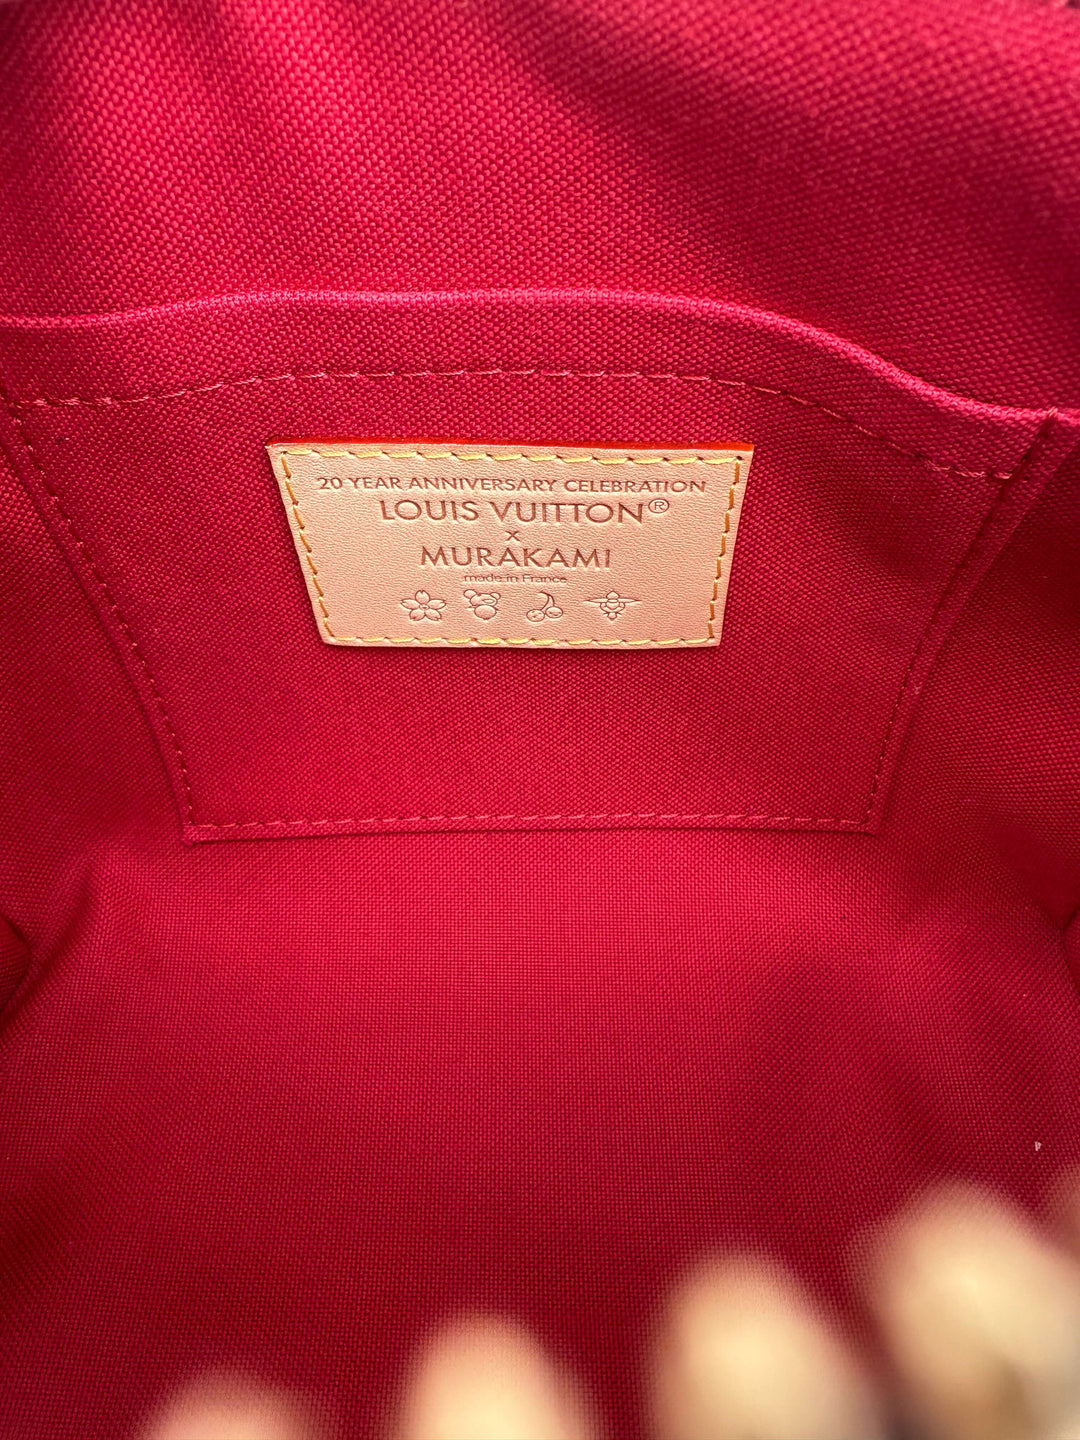 20 YEAR ANNIVERSARY CELEBRATION
LOUIS VUITTON®
×
MURAKAMI
made in France